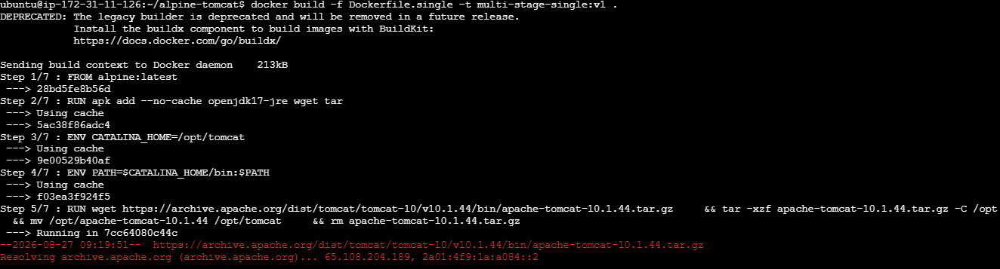 ubuntu@ip-172-31-11-126:~/alpine-tomcat$ docker build -f Dockerfile.single -t multi-stage-single:v1 .
DEPRECATED: The legacy builder is deprecated and will be removed in a future release.
            Install the buildx component to build images with BuildKit:
            https://docs.docker.com/go/buildx/

Sending build context to Docker daemon    213kB
Step 1/7 : FROM alpine:latest
 ---> 28bd5fe8b56d
Step 2/7 : RUN apk add --no-cache openjdk17-jre wget tar
 ---> Using cache
 ---> 5ac38f86adc4
Step 3/7 : ENV CATALINA_HOME=/opt/tomcat
 ---> Using cache
 ---> 9e00529b40af
Step 4/7 : ENV PATH=$CATALINA_HOME/bin:$PATH
 ---> Using cache
 ---> f03ea3f924f5
Step 5/7 : RUN wget https://archive.apache.org/dist/tomcat/tomcat-10/v10.1.44/bin/apache-tomcat-10.1.44.tar.gz     && tar -xzf apache-tomcat-10.1.44.tar.gz -C /opt
  && mv /opt/apache-tomcat-10.1.44 /opt/tomcat     && rm apache-tomcat-10.1.44.tar.gz
 ---> Running in 7cc64080c44c
--2026-08-27 09:19:51--  https://archive.apache.org/dist/tomcat/tomcat-10/v10.1.44/bin/apache-tomcat-10.1.44.tar.gz
Resolving archive.apache.org (archive.apache.org)... 65.108.204.189, 2a01:4f9:1a:a084::2